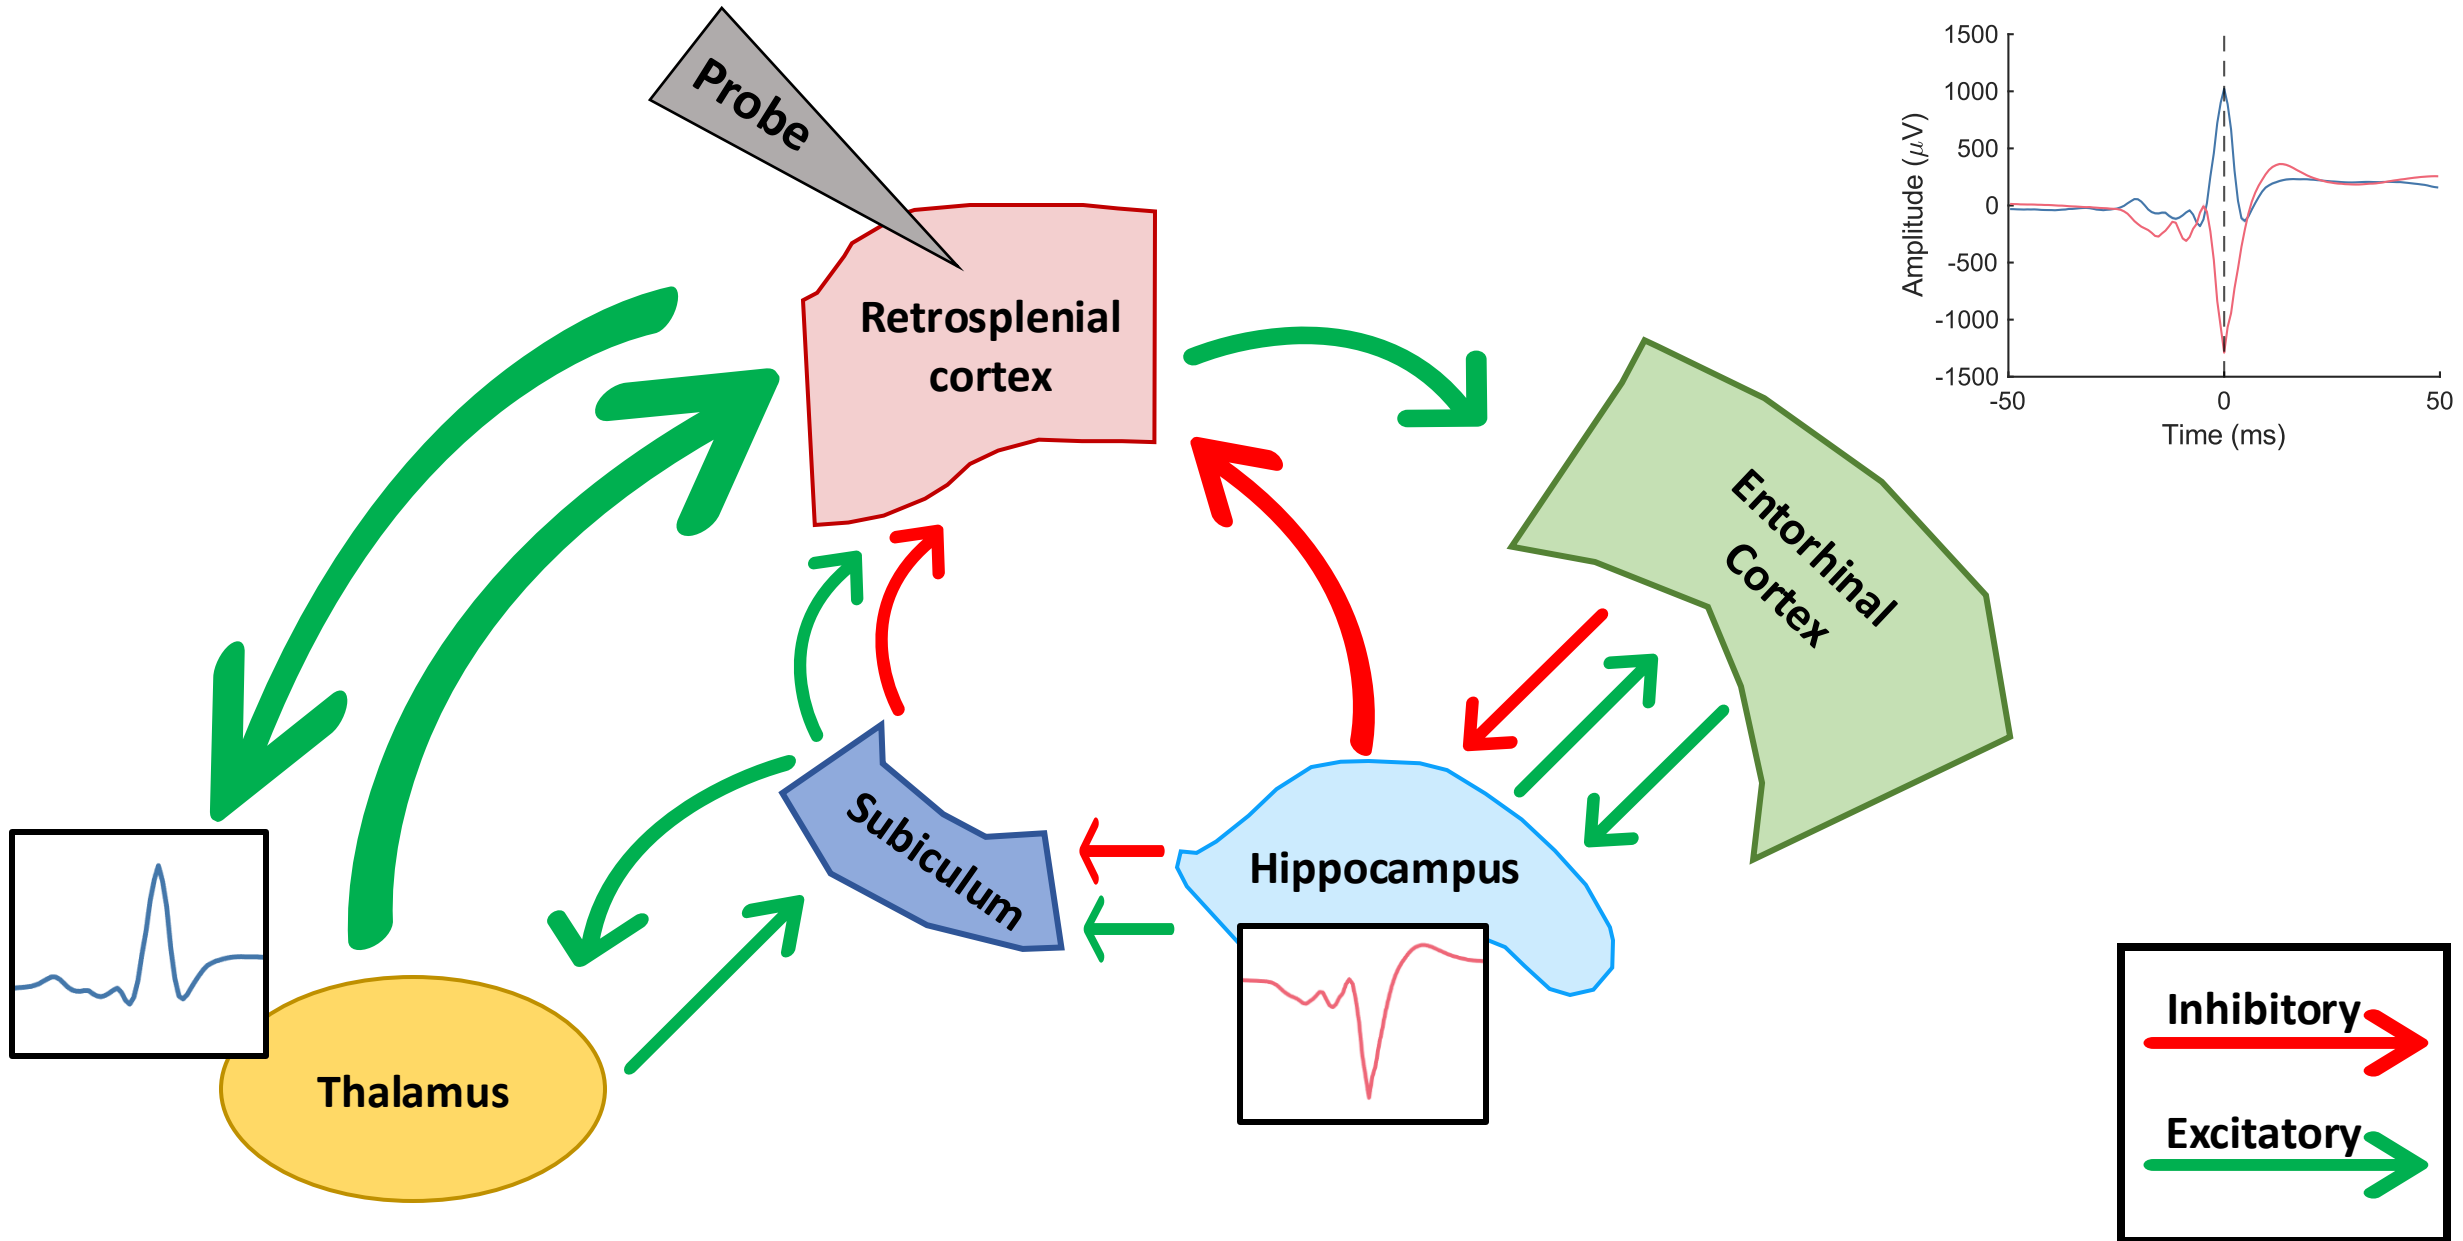 Probe
Retrosplenial
cortex
1500
1000
500
0
-500
-1000
-1500
-50
0
50
Amplitude (μV)
Time (ms)
Entorhinal
Cortex
Subiculum
Hippocampus
Thalamus
Inhibitory
Excitatory